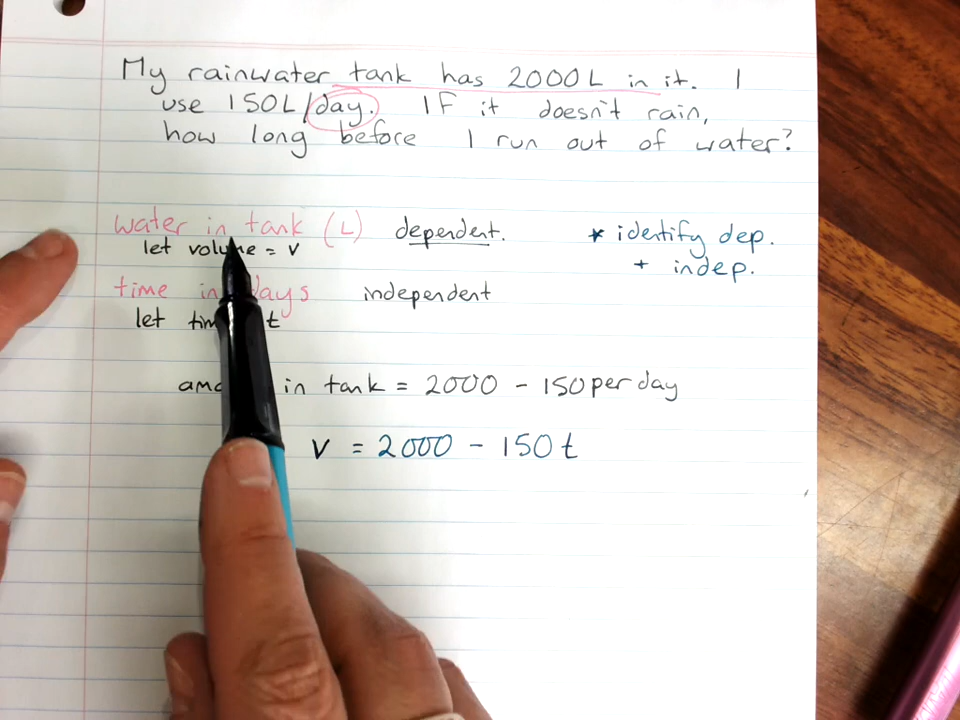 My rainwater tank has 2000L in it. I
use 150L/day. If it doesn't rain,
how long before I run out of water?
water in tank (L) dependent.
let volume = v
* identify dep.
+ indep.
time in days independent
let t
in tank = 2000 - 150 per day
v = 2000 - 150t